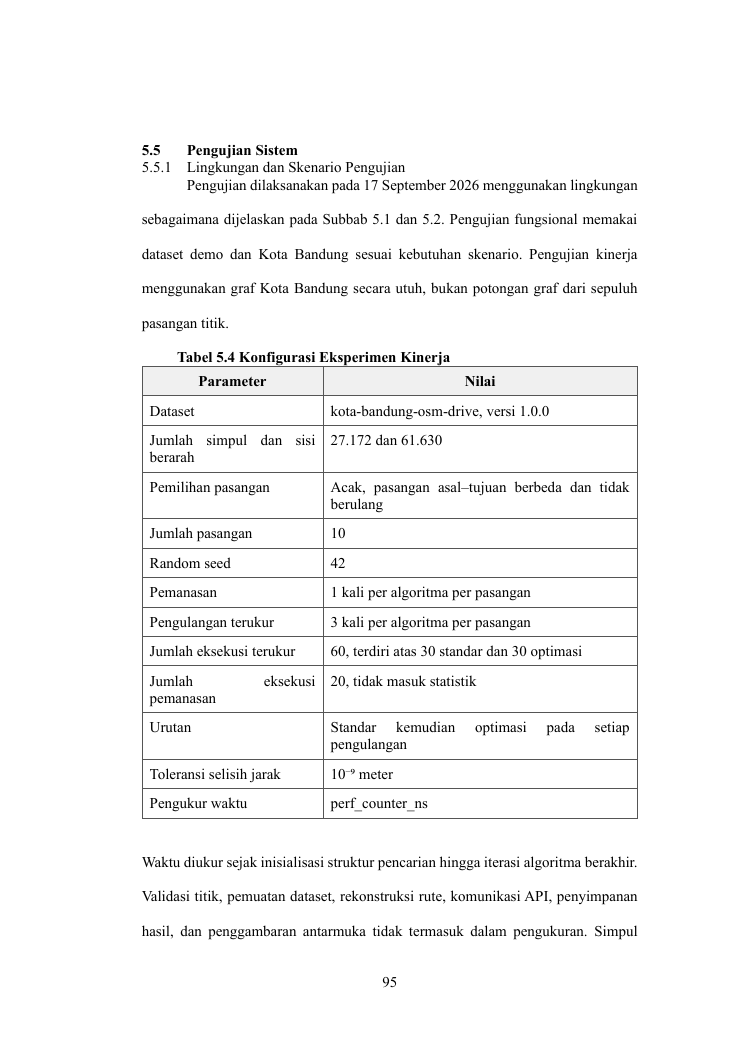 5.5 Pengujian Sistem
5.5.1 Lingkungan dan Skenario Pengujian
Pengujian dilaksanakan pada 17 September 2026 menggunakan lingkungan
sebagaimana dijelaskan pada Subbab 5.1 dan 5.2. Pengujian fungsional memakai
dataset demo dan Kota Bandung sesuai kebutuhan skenario. Pengujian kinerja
menggunakan graf Kota Bandung secara utuh, bukan potongan graf dari sepuluh
pasangan titik.
Tabel 5.4 Konfigurasi Eksperimen Kinerja
Parameter Nilai
Dataset kota-bandung-osm-drive, versi 1.0.0
Jumlah simpul dan sisi 27.172 dan 61.630
berarah
Pemilihan pasangan Acak, pasangan asal–tujuan berbeda dan tidak
berulang
Jumlah pasangan 10
Random seed 42
Pemanasan 1 kali per algoritma per pasangan
Pengulangan terukur 3 kali per algoritma per pasangan
Jumlah eksekusi terukur 60, terdiri atas 30 standar dan 30 optimasi
Jumlah eksekusi 20, tidak masuk statistik
pemanasan
Urutan Standar kemudian optimasi pada setiap
pengulangan
Toleransi selisih jarak 10⁻⁹ meter
Pengukur waktu perf_counter_ns
Waktu diukur sejak inisialisasi struktur pencarian hingga iterasi algoritma berakhir.
Validasi titik, pemuatan dataset, rekonstruksi rute, komunikasi API, penyimpanan
hasil, dan penggambaran antarmuka tidak termasuk dalam pengukuran. Simpul
95